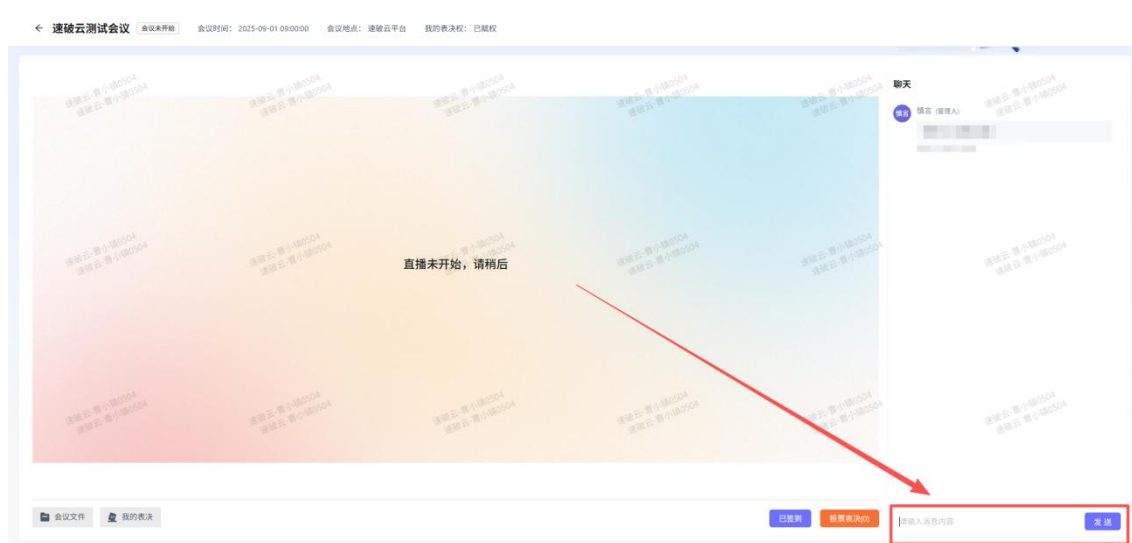 ← 速破云测试会议 会议未开始 会议时间: 2025-09-01 09:00:00 会议地点: 速破云平台 我的表决权: 已赋权
聊天
慎言 慎言 (管理人)
直播未开始，请稍后
会议文件 我的表决 已签到 投票表决(0)
请输入消息内容 发 送